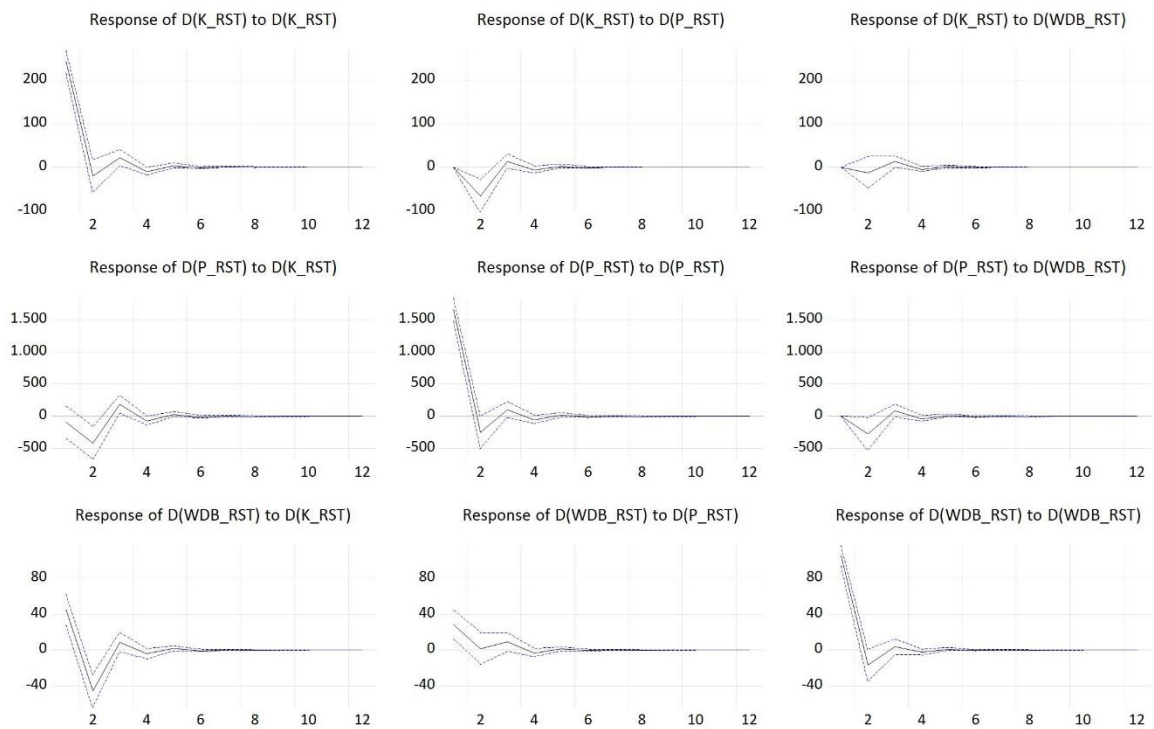 Response of D(K_RST) to D(K_RST)
200
100
0
-100
2 4 6 8 10 12
Response of D(K_RST) to D(P_RST)
200
100
0
-100
2 4 6 8 10 12
Response of D(K_RST) to D(WDB_RST)
200
100
0
-100
2 4 6 8 10 12
Response of D(P_RST) to D(K_RST)
1.500
1.000
500
0
-500
2 4 6 8 10 12
Response of D(P_RST) to D(P_RST)
1.500
1.000
500
0
-500
2 4 6 8 10 12
Response of D(P_RST) to D(WDB_RST)
1.500
1.000
500
0
-500
2 4 6 8 10 12
Response of D(WDB_RST) to D(K_RST)
80
40
0
-40
2 4 6 8 10 12
Response of D(WDB_RST) to D(P_RST)
80
40
0
-40
2 4 6 8 10 12
Response of D(WDB_RST) to D(WDB_RST)
80
40
0
-40
2 4 6 8 10 12